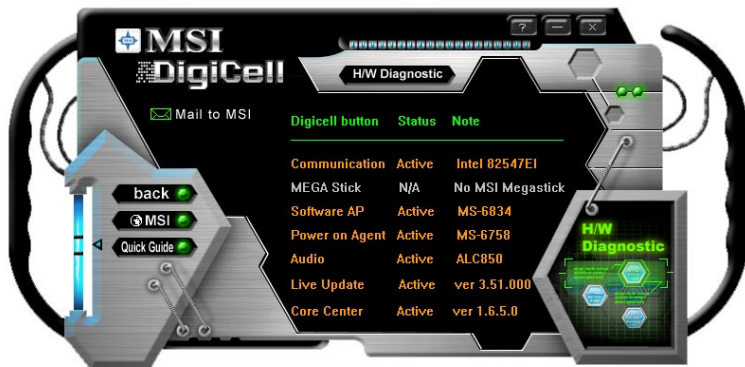 MSI
DigiCell
? — X
H/W Diagnostic
Mail to MSI
Digicell button Status Note
Communication Active Intel 82547EI
MEGA Stick N/A No MSI Megastick
Software AP Active MS-6834
Power on Agent Active MS-6758
Audio Active ALC850
Live Update Active ver 3.51.000
Core Center Active ver 1.6.5.0
back
MSI
Quick Guide
H/W
Diagnostic